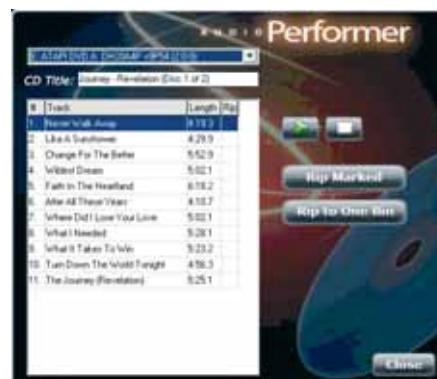 AUDIO Performer
CD Title: Journey - Revelation (Disc 1 of 2)
# Track Length Rip
1. Never Walk Away 4:18.3
2. Like A Sunshower 4:29.9
3. Change For The Better 5:52.9
4. Wildest Dream 5:02.1
5. Faith In The Heartland 6:18.2
6. After All These Years 4:10.7
7. Where Did I Lose Your Love 5:02.1
8. What I Needed 5:28.1
9. What It Takes To Win 5:23.2
10. Turn Down The World Tonight 4:56.3
11. The Journey (Revelation) 5:25.1
Rip Marked
Rip to One Bin
Close